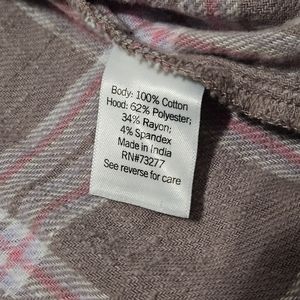 Body: 100% Cotton
Hood: 62% Polyester;
34% Rayon;
4% Spandex
Made in India
RN#73277
See reverse for care